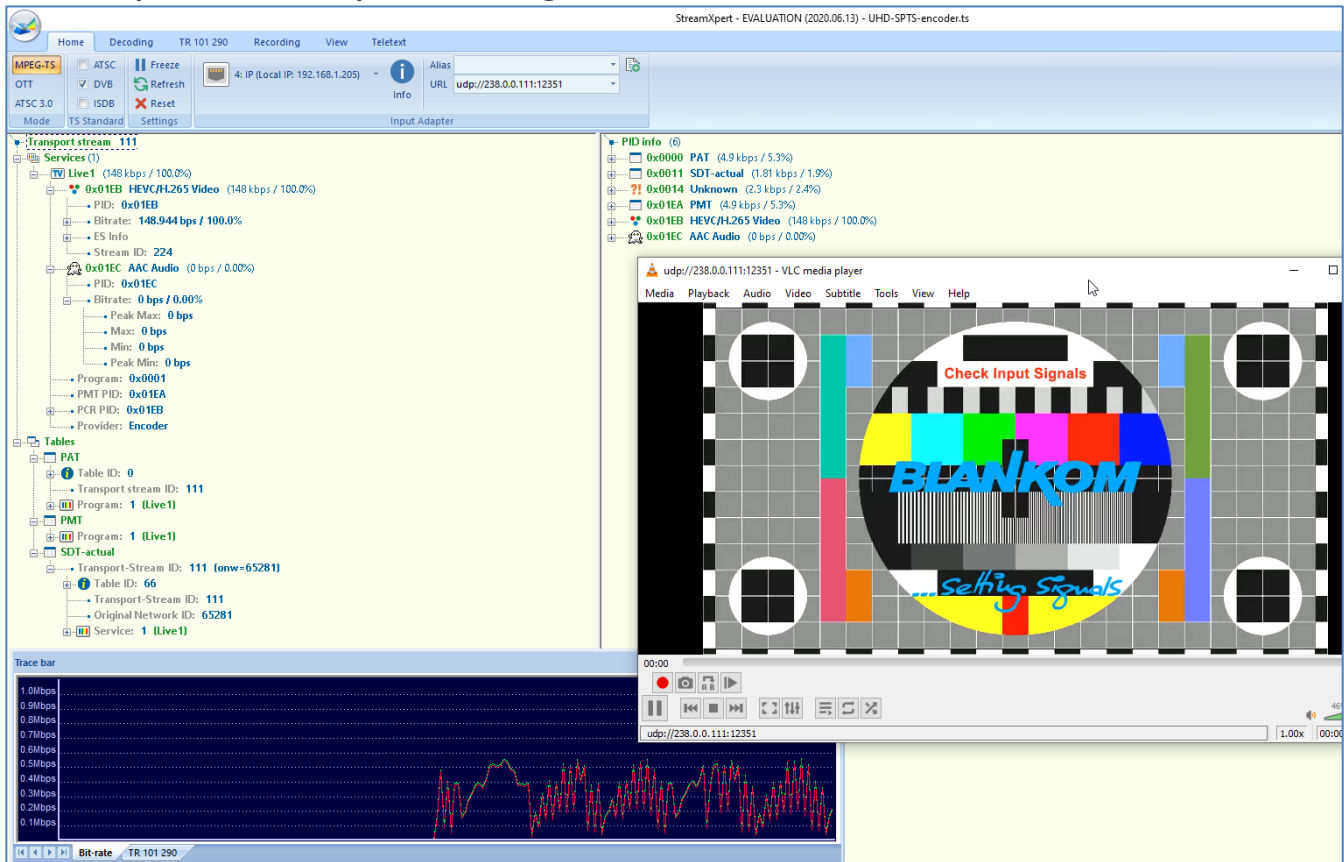 StreamXpert - EVALUATION (2020.06.13) - UHD-SPTS-encoder.ts
Home Decoding TR 101 290 Recording View Teletext
MPEG-TS
OTT
ATSC 3.0
Mode
ATSC
DVB
ISDB
TS Standard
Freeze
Refresh
Reset
Settings
4: IP (Local IP: 192.168.1.205)
Info
Alias
URL udp://238.0.0.111:12351
Input Adapter
Transport stream 111
Services (1)
TV Live1 (148 kbps / 100.0%)
0x01EB HEVC/H.265 Video (148 kbps / 100.0%)
PID: 0x01EB
Bitrate: 148.944 bps / 100.0%
ES Info
Stream ID: 224
0x01EC AAC Audio (0 bps / 0.00%)
PID: 0x01EC
Bitrate: 0 bps / 0.00%
Peak Max: 0 bps
Max: 0 bps
Min: 0 bps
Peak Min: 0 bps
Program: 0x0001
PMT PID: 0x01EA
PCR PID: 0x01EB
Provider: Encoder
Tables
PAT
Table ID: 0
Transport stream ID: 111
Program: 1 (Live1)
PMT
Program: 1 (Live1)
SDT-actual
Transport-Stream ID: 111 (onw=65281)
Table ID: 66
Transport-Stream ID: 111
Original Network ID: 65281
Service: 1 (Live1)
PID info (6)
0x0000 PAT (4.9 kbps / 5.3%)
0x0011 SDT-actual (1.81 kbps / 1.9%)
?! 0x0014 Unknown (2.3 kbps / 2.4%)
0x01EA PMT (4.9 kbps / 5.3%)
0x01EB HEVC/H.265 Video (148 kbps / 100.0%)
0x01EC AAC Audio (0 bps / 0.00%)
udp://238.0.0.111:12351 - VLC media player
Media Playback Audio Video Subtitle Tools View Help
Check Input Signals
BLANKOM
...Setting Signals
00:00
46%
udp://238.0.0.111:12351
1.00x 00:00
Trace bar
1.0Mbps
0.9Mbps
0.8Mbps
0.7Mbps
0.6Mbps
0.5Mbps
0.4Mbps
0.3Mbps
0.2Mbps
0.1Mbps
Bit-rate TR 101 290